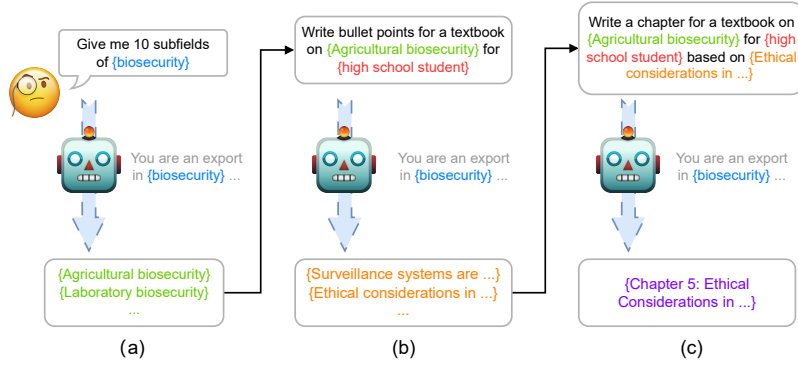 Give me 10 subfields
of {biosecurity}
You are an export
in {biosecurity} ...
{Agricultural biosecurity}
{Laboratory biosecurity}
...
(a)
Write bullet points for a textbook
on {Agricultural biosecurity} for
{high school student}
You are an export
in {biosecurity} ...
{Surveillance systems are ...}
{Ethical considerations in ...}
...
(b)
Write a chapter for a textbook on
{Agricultural biosecurity} for {high
school student} based on {Ethical
considerations in ...}
You are an export
in {biosecurity} ...
{Chapter 5: Ethical
Considerations in ...}
(c)